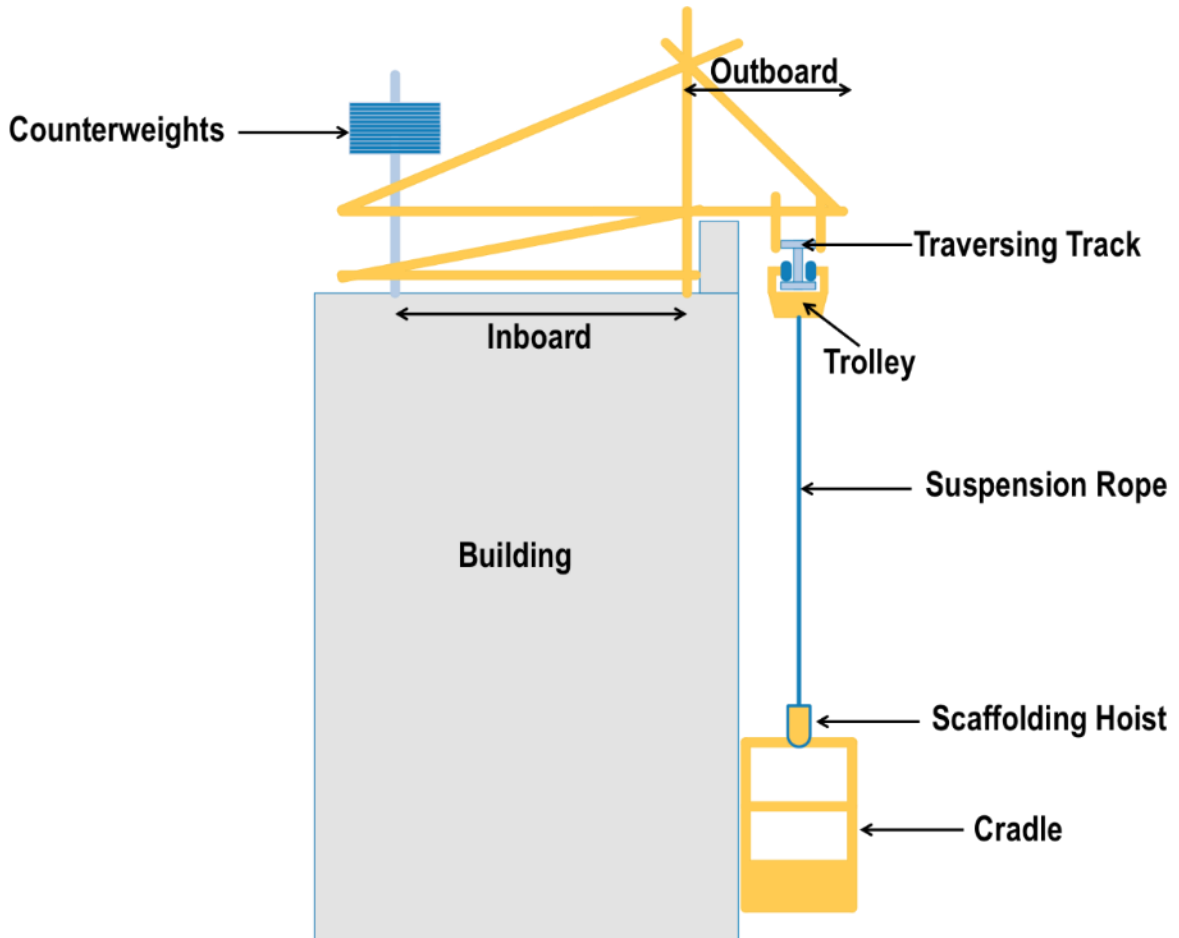 Outboard
Counterweights
Traversing Track
Inboard
Trolley
Suspension Rope
Building
Scaffolding Hoist
Cradle